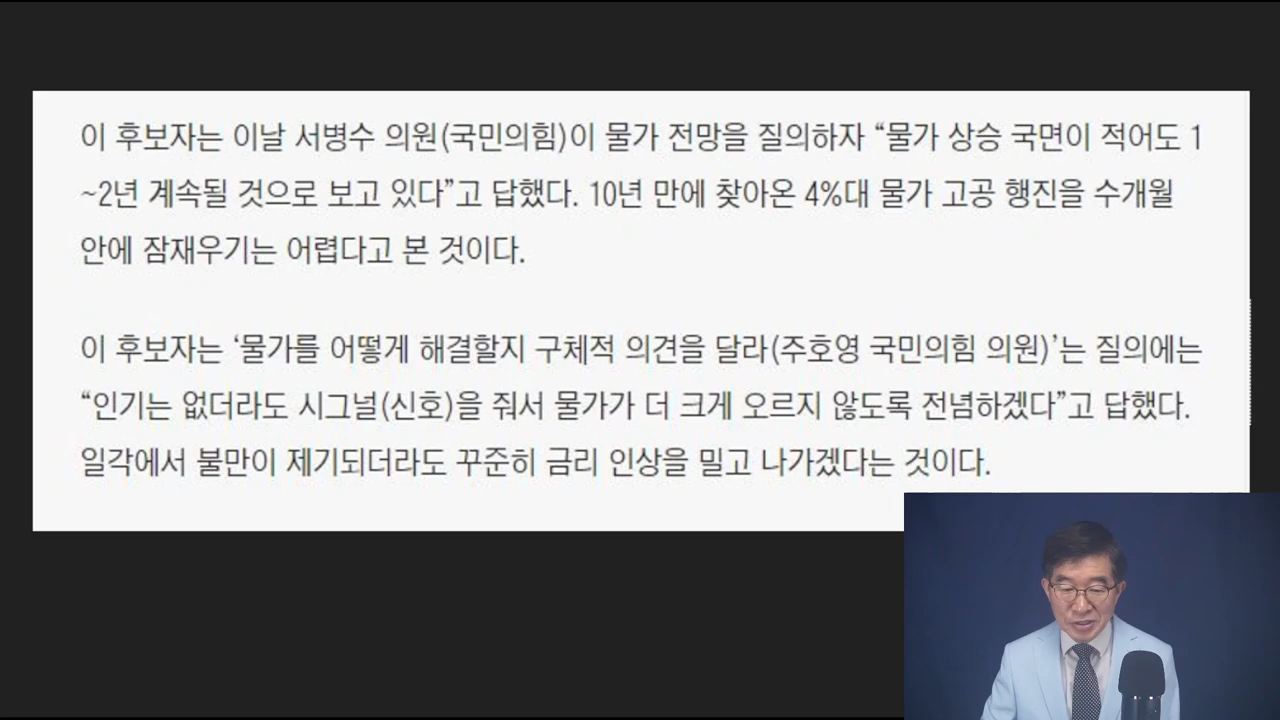 이 후보자는 이날 서병수 의원(국민의힘)이 물가 전망을 질의하자 “물가 상승 국면이 적어도 1
~2년 계속될 것으로 보고 있다”고 답했다. 10년 만에 찾아온 4%대 물가 고공 행진을 수개월
안에 잠재우기는 어렵다고 본 것이다.
이 후보자는 ‘물가를 어떻게 해결할지 구체적 의견을 달라(주호영 국민의힘 의원)’는 질의에는
“인기는 없더라도 시그널(신호)을 줘서 물가가 더 크게 오르지 않도록 전념하겠다”고 답했다.
일각에서 불만이 제기되더라도 꾸준히 금리 인상을 밀고 나가겠다는 것이다.